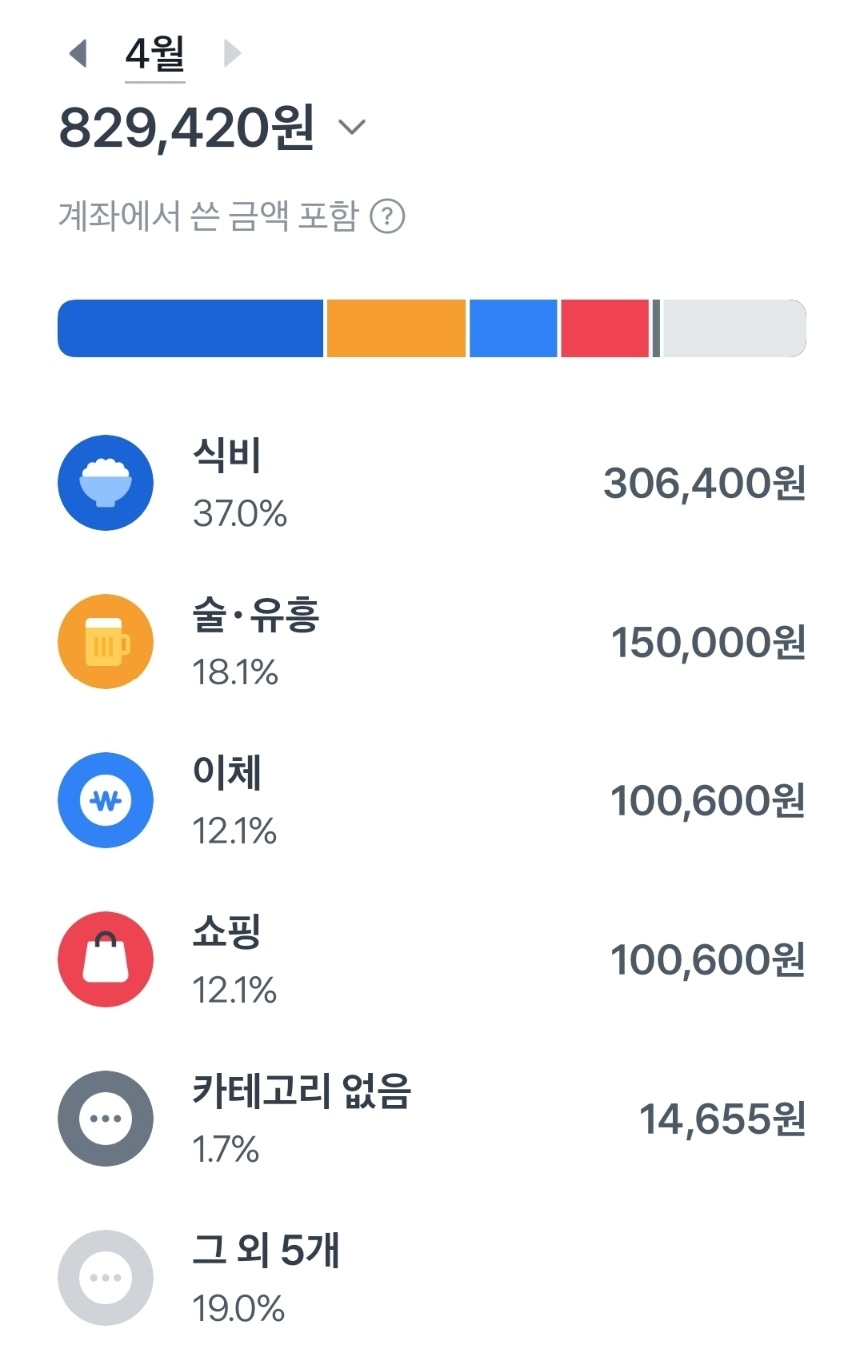 4월
829,420원
계좌에서 쓴 금액 포함 ?
식비
37.0%
306,400원
술·유흥
18.1%
150,000원
W
이체
12.1%
100,600원
쇼핑
12.1%
100,600원
카테고리 없음
1.7%
14,655원
그 외 5개
19.0%